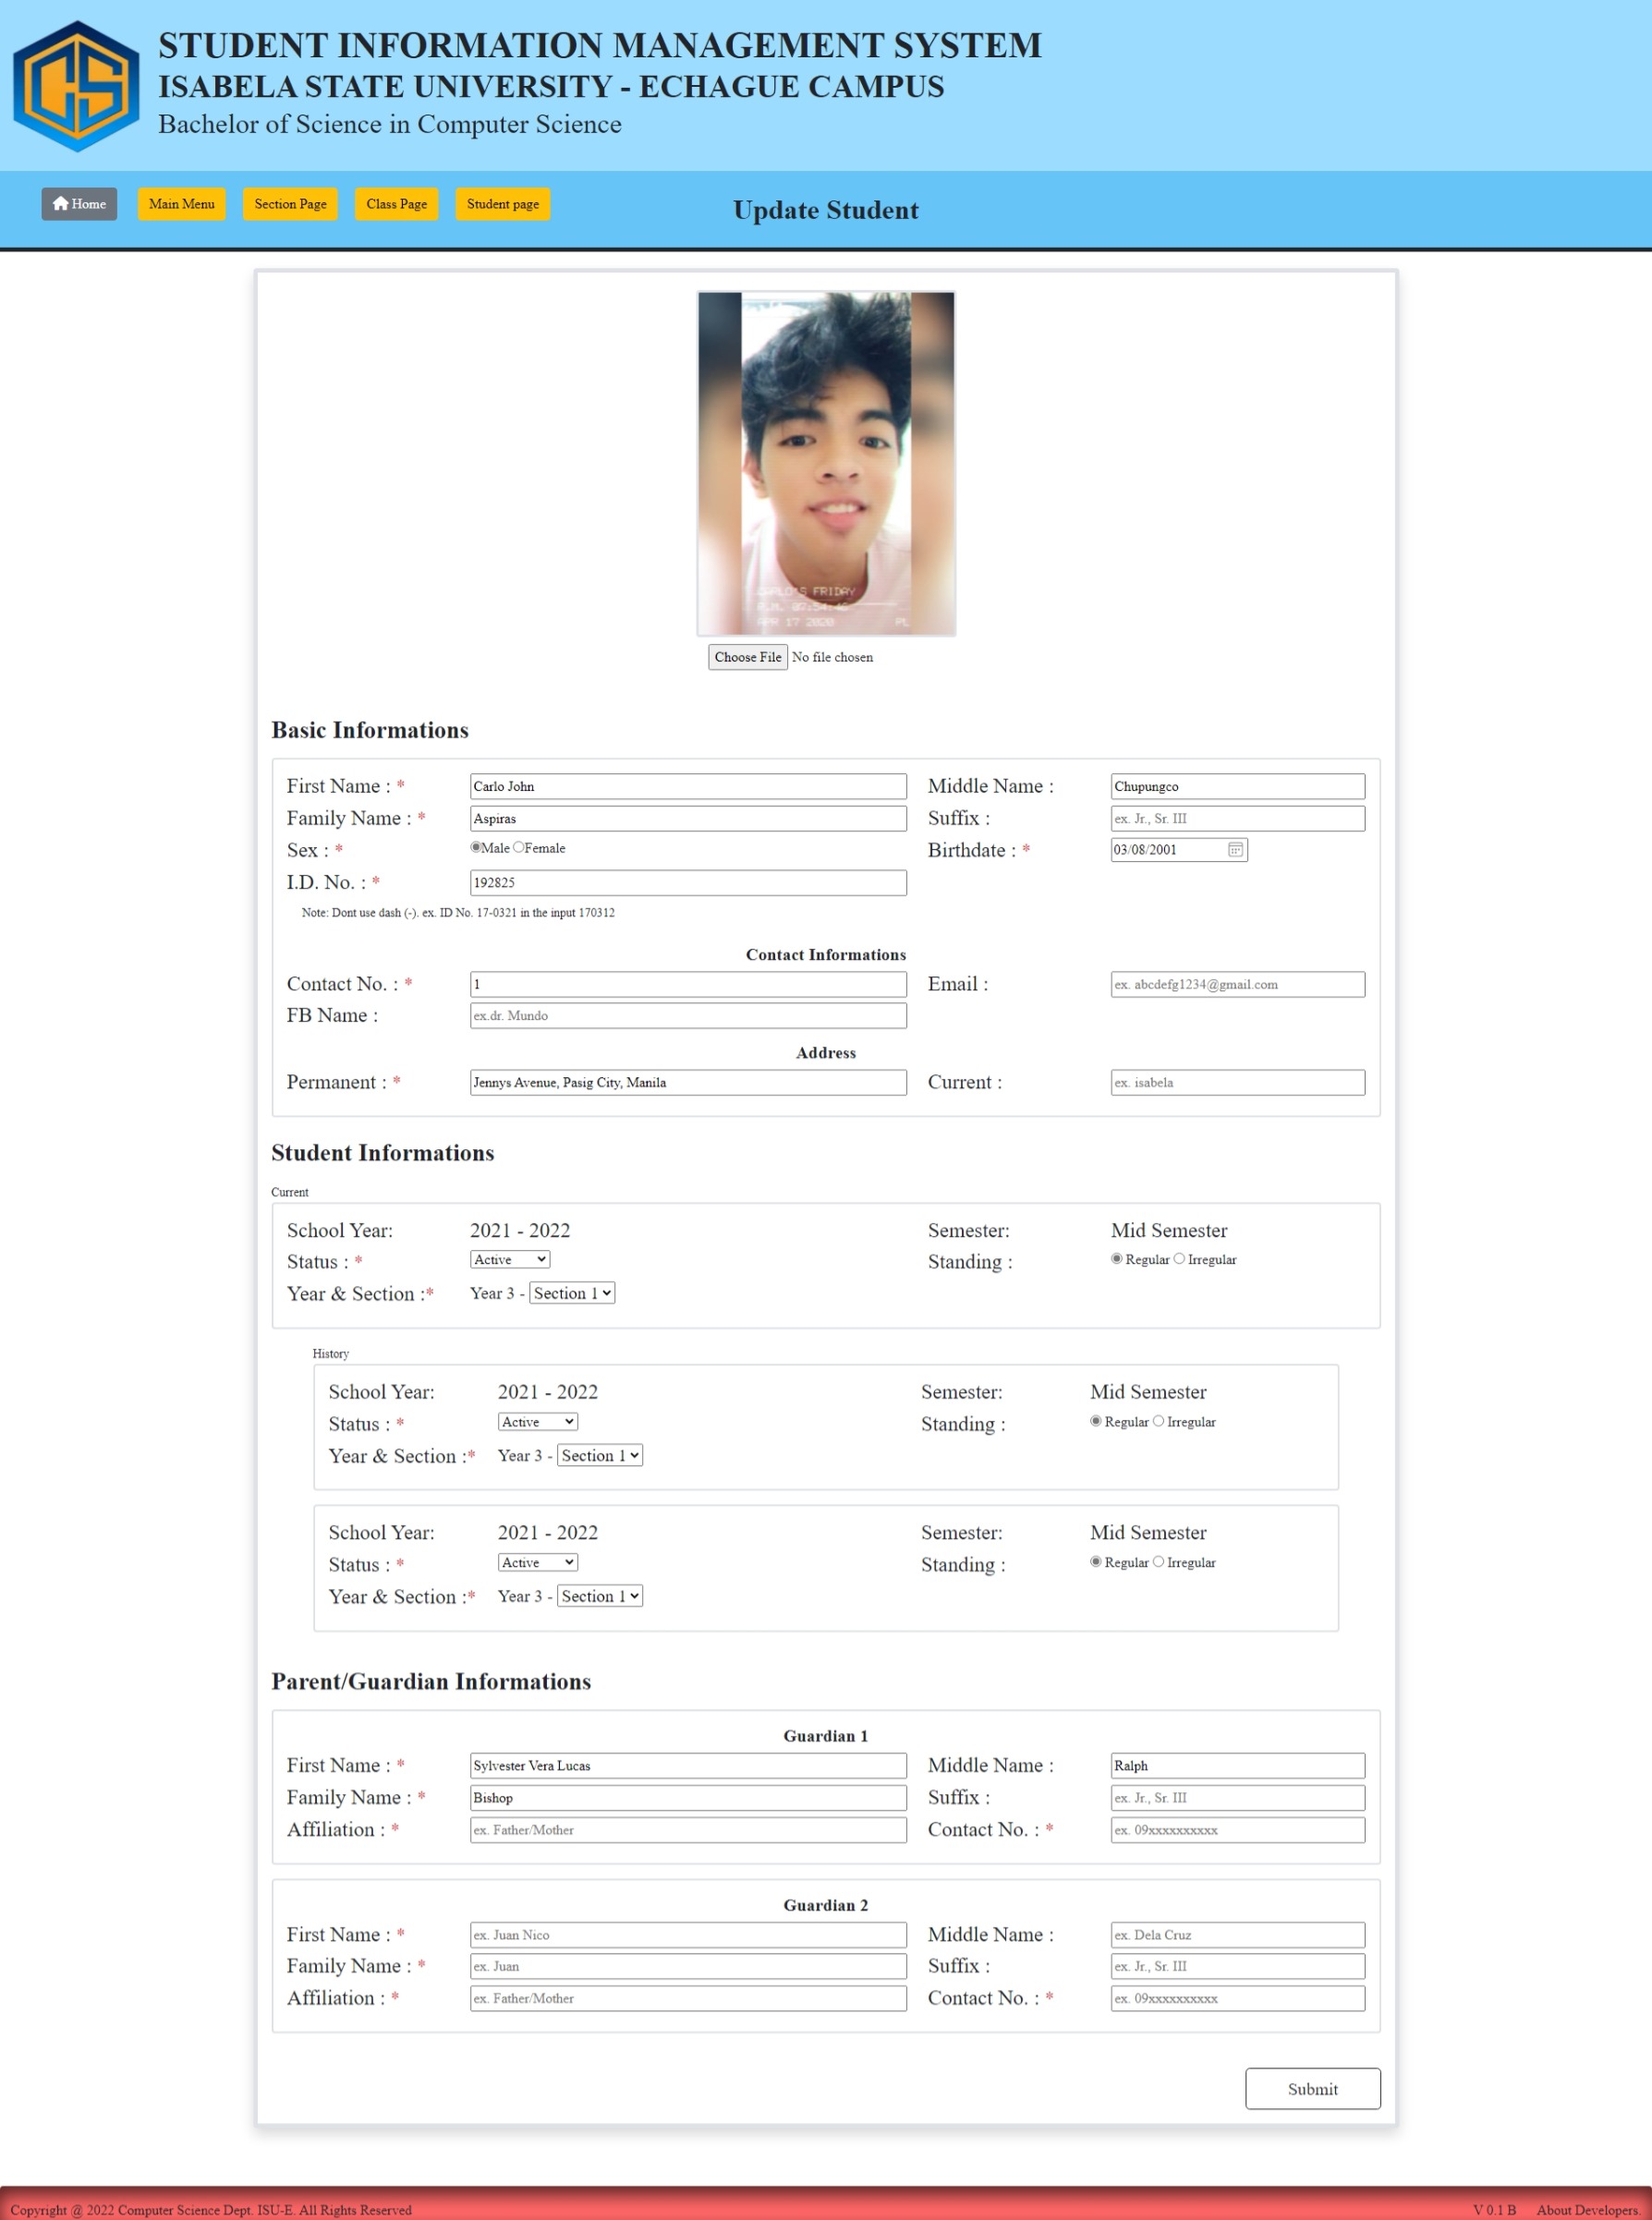 CS
STUDENT INFORMATION MANAGEMENT SYSTEM
ISABELA STATE UNIVERSITY - ECHAGUE CAMPUS
Bachelor of Science in Computer Science
Home Main Menu Section Page Class Page Student page Update Student
FRIDAY
APR 17 2020
Choose File No file chosen
Basic Informations
First Name : * Carlo John Middle Name : Chupungco
Family Name : * Aspiras Suffix : ex. Jr., Sr. III
Sex : * Male Female Birthdate : * 03/08/2001
I.D. No. : * 192825
Note: Dont use dash (-). ex. ID No. 17-0321 in the input 170312
Contact Informations
Contact No. : * 1 Email : ex. abcdefg1234@gmail.com
FB Name : ex.dr. Mundo
Address
Permanent : * Jennys Avenue, Pasig City, Manila Current : ex. isabela
Student Informations
Current
School Year: 2021 - 2022 Semester: Mid Semester
Status : * Active Standing : Regular Irregular
Year & Section :* Year 3 - Section 1
History
School Year: 2021 - 2022 Semester: Mid Semester
Status : * Active Standing : Regular Irregular
Year & Section :* Year 3 - Section 1
School Year: 2021 - 2022 Semester: Mid Semester
Status : * Active Standing : Regular Irregular
Year & Section :* Year 3 - Section 1
Parent/Guardian Informations
Guardian 1
First Name : * Sylvester Vera Lucas Middle Name : Ralph
Family Name : * Bishop Suffix : ex. Jr., Sr. III
Affiliation : * ex. Father/Mother Contact No. : * ex. 09xxxxxxxxxx
Guardian 2
First Name : * ex. Juan Nico Middle Name : ex. Dela Cruz
Family Name : * ex. Juan Suffix : ex. Jr., Sr. III
Affiliation : * ex. Father/Mother Contact No. : * ex. 09xxxxxxxxxx
Submit
Copyright @ 2022 Computer Science Dept. ISU-E. All Rights Reserved V 0.1 B About Developers.